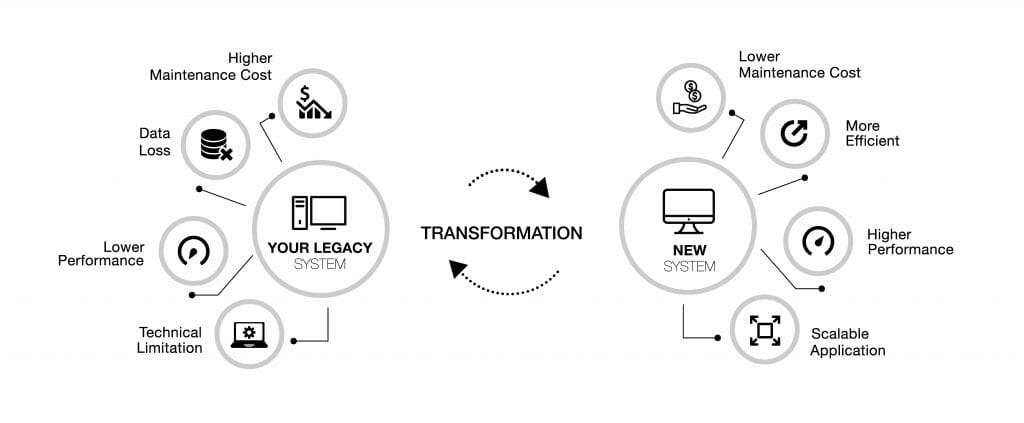 Higher
Maintenance Cost
Data
Loss
Lower
Performance
Technical
Limitation
YOUR LEGACY
SYSTEM
TRANSFORMATION
NEW
SYSTEM
Lower
Maintenance Cost
More
Efficient
Higher
Performance
Scalable
Application